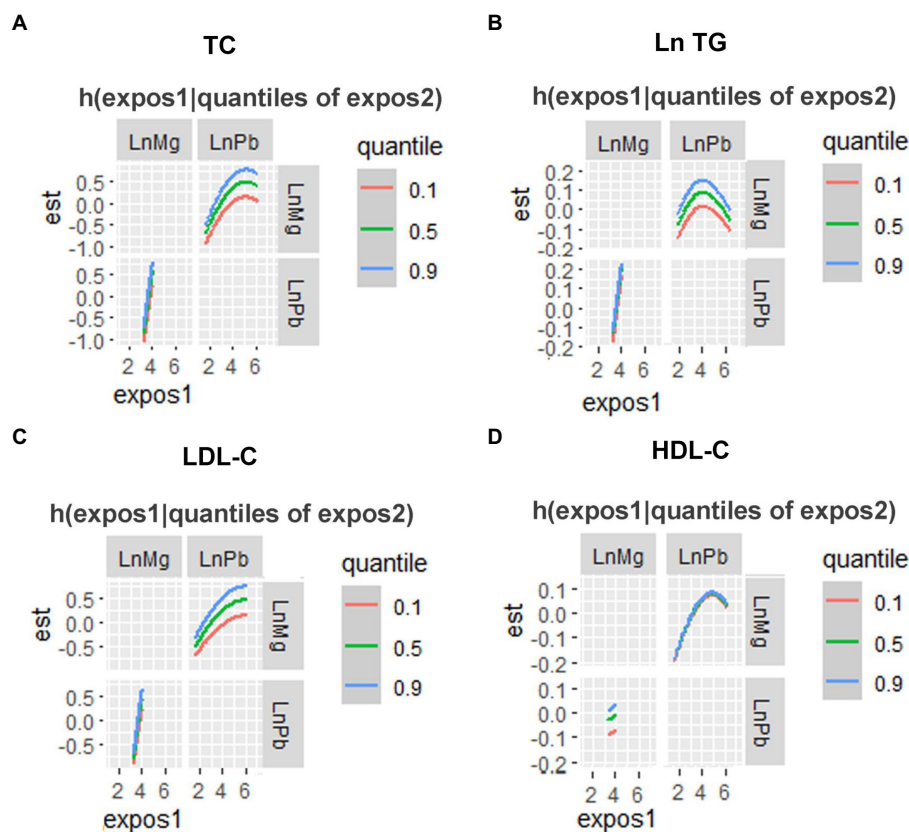 A
TC
h(expos1|quantiles of expos2)
LnMg LnPb
quantile
0.1
0.5
0.9
est
0.5
0.0
-0.5
-1.0
LnMg
0.5
0.0
-0.5
-1.0
LnPb
2 4 6 2 4 6
expos1
B
Ln TG
h(expos1|quantiles of expos2)
LnMg LnPb
quantile
0.1
0.5
0.9
est
0.2
0.1
0.0
-0.1
-0.2
LnMg
0.2
0.1
0.0
-0.1
-0.2
LnPb
2 4 6 2 4 6
expos1
C
LDL-C
h(expos1|quantiles of expos2)
LnMg LnPb
quantile
0.1
0.5
0.9
est
0.5
0.0
-0.5
LnMg
0.5
0.0
-0.5
LnPb
2 4 6 2 4 6
expos1
D
HDL-C
h(expos1|quantiles of expos2)
LnMg LnPb
quantile
0.1
0.5
0.9
est
0.1
0.0
-0.1
-0.2
LnMg
0.1
0.0
-0.1
-0.2
LnPb
2 4 6 2 4 6
expos1